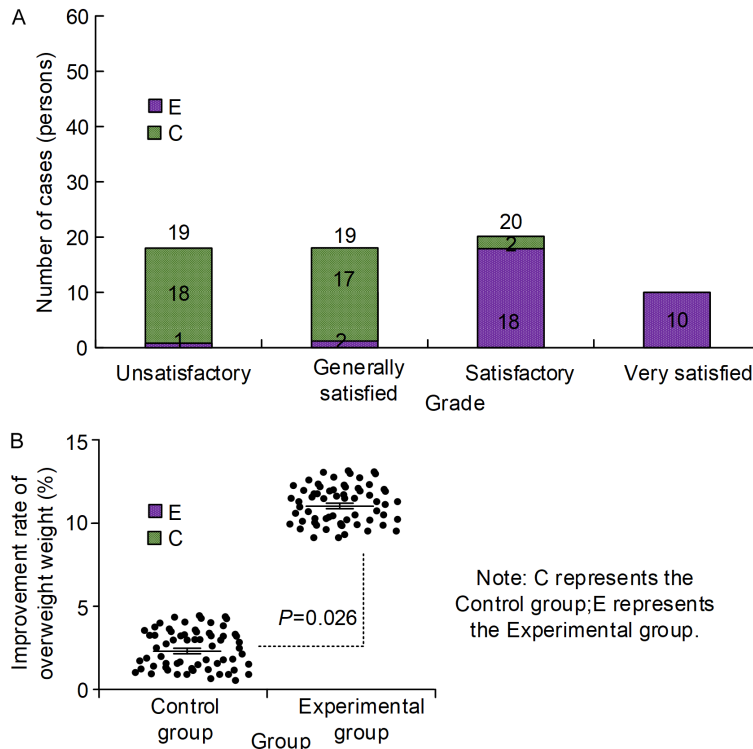 A
Number of cases (persons)
60
50
40
30
20
10
0
E
C
19
18
1
19
17
2
20
2
18
10
Unsatisfactory
Generally
satisfied
Satisfactory
Very satisfied
Grade
B
Improvement rate of
overweight weight (%)
15
10
5
0
E
C
P=0.026
Control
group
Experimental
group
Group
Note: C represents the
Control group;E represents
the Experimental group.